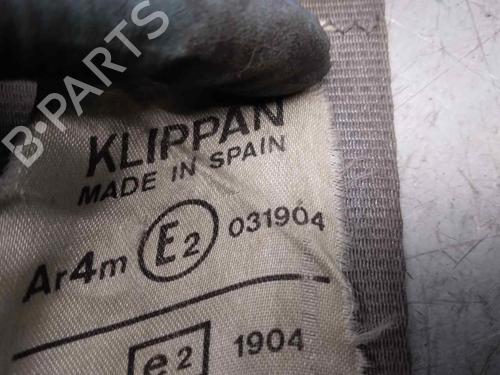 B·PARTS
KLIPPAN
MADE IN SPAIN
Ar4m E2 031904
e2 1904